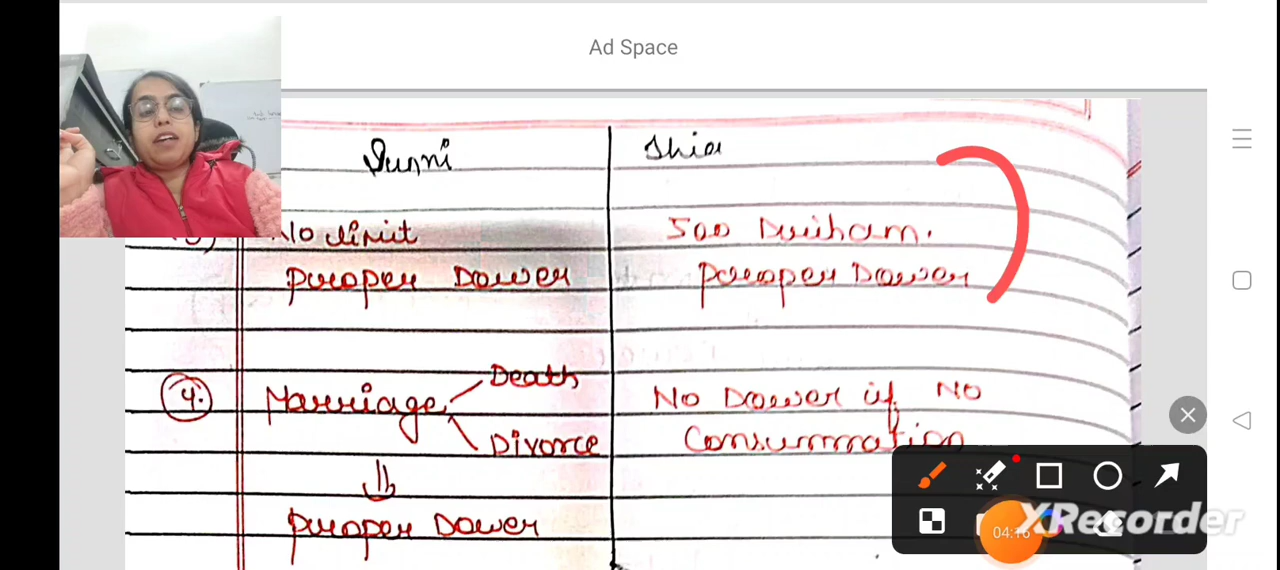 Ad Space
Sunni
Shia
No limit
Proper Dower
500 Dirham.
Proper Dower
4.
Marriage
Death
Divorce
Proper Dower
No Dower if No
Consummation
XRecorder
04:16